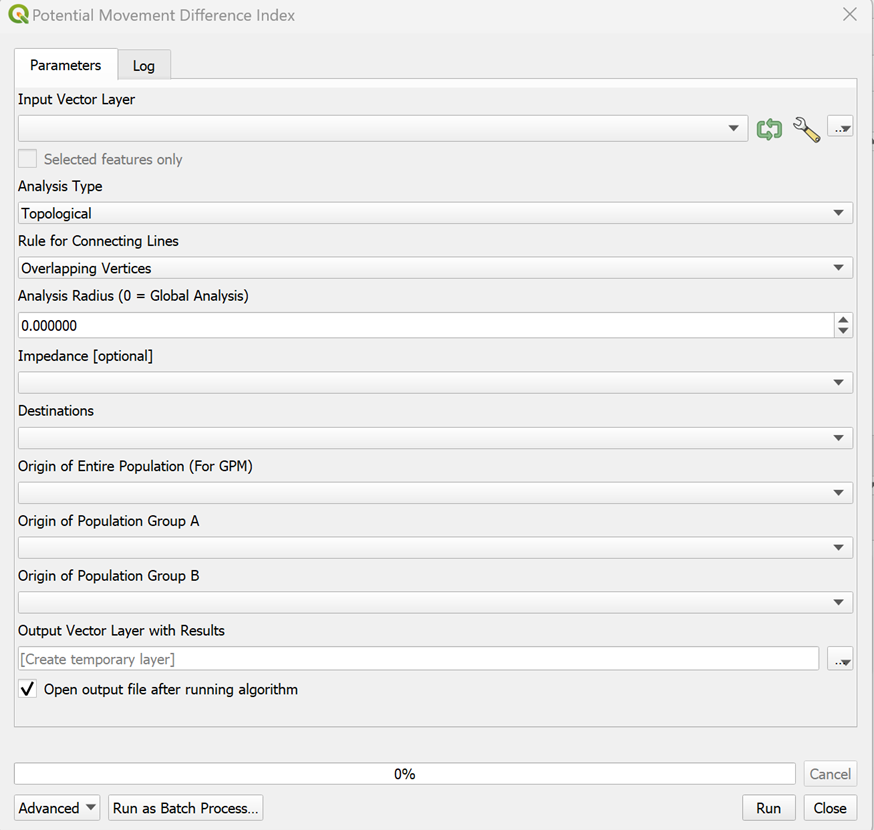 Potential Movement Difference Index
Parameters
Log
Input Vector Layer
...
Selected features only
Analysis Type
Topological
Rule for Connecting Lines
Overlapping Vertices
Analysis Radius (0 = Global Analysis)
0.000000
Impedance [optional]
Destinations
Origin of Entire Population (For GPM)
Origin of Population Group A
Origin of Population Group B
Output Vector Layer with Results
[Create temporary layer]
...
Open output file after running algorithm
0%
Cancel
Advanced
Run as Batch Process...
Run
Close